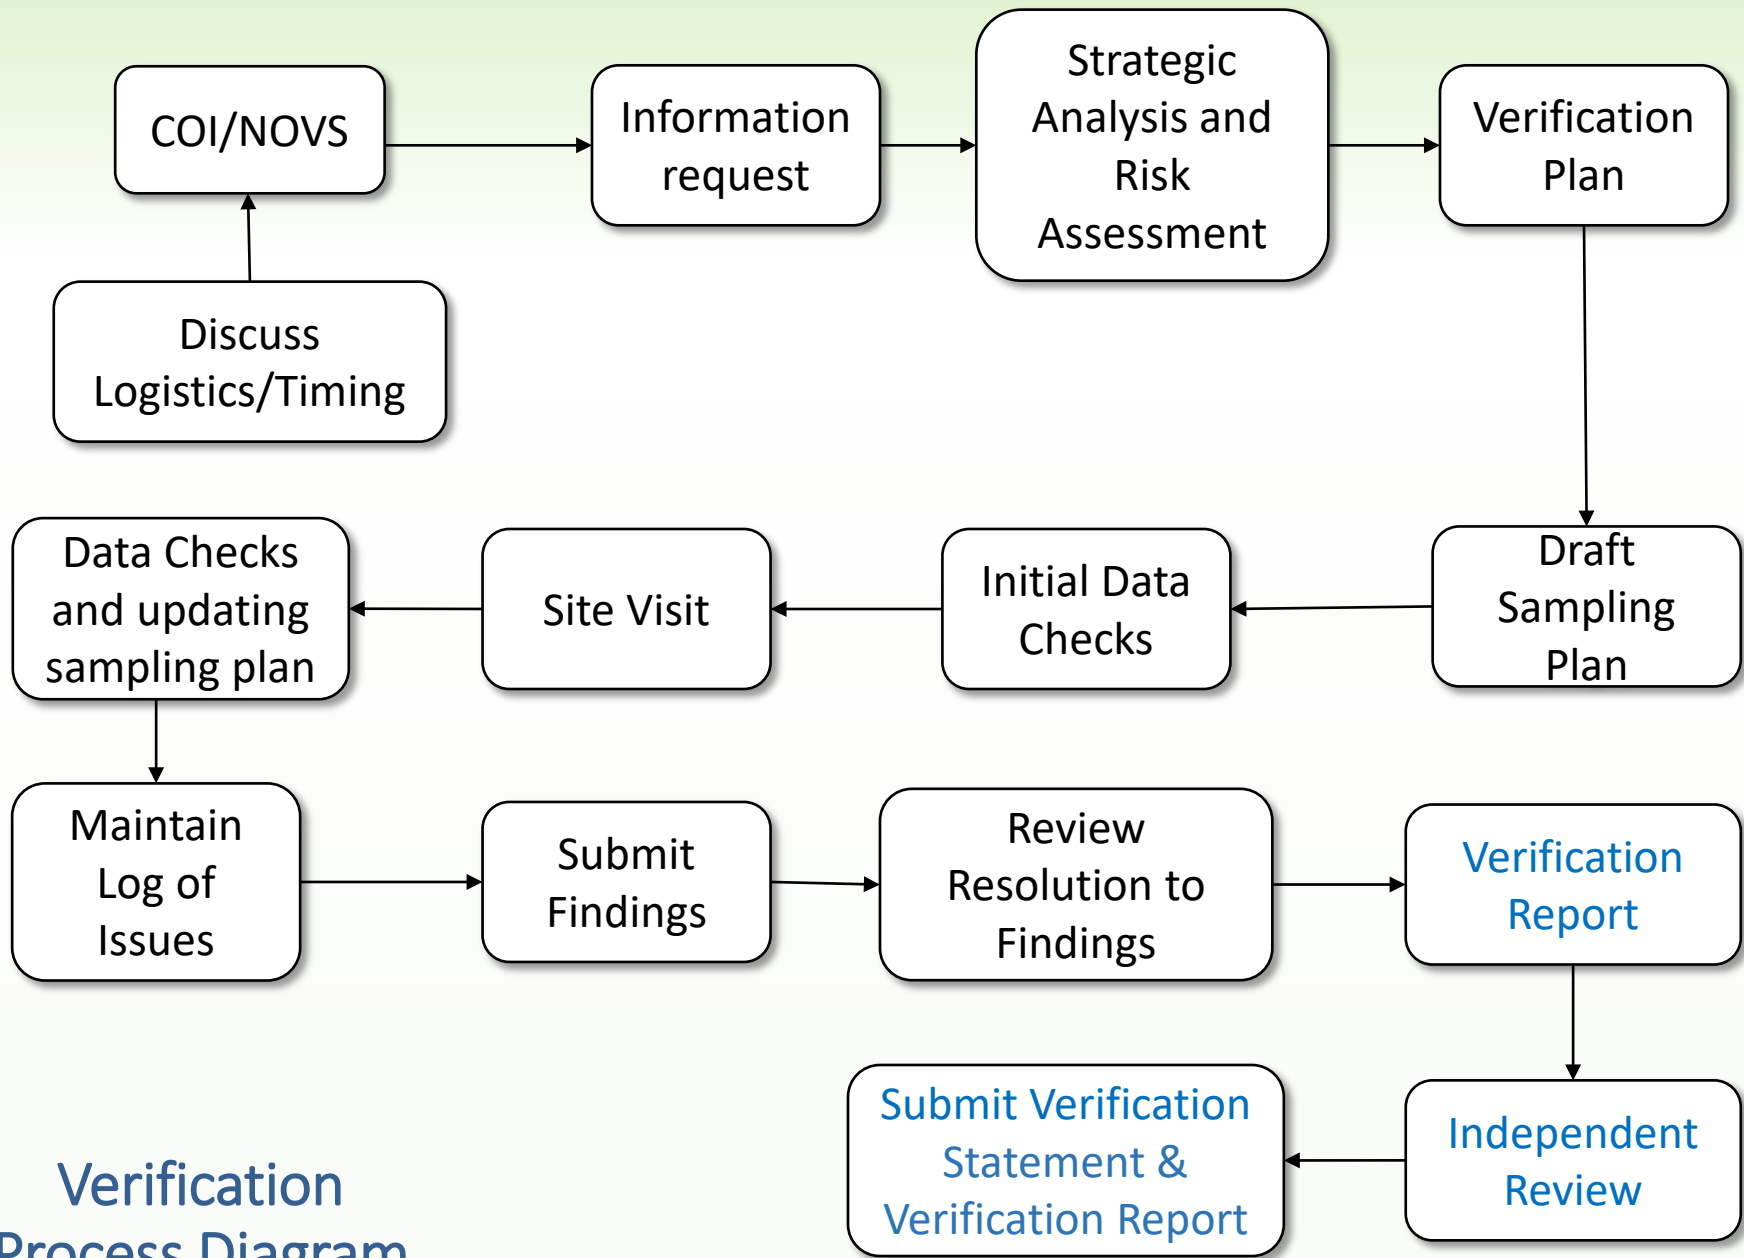 COI/NOVS
Information
request
Strategic
Analysis and
Risk
Assessment
Verification
Plan
Discuss
Logistics/Timing
Data Checks
and updating
sampling plan
Site Visit
Initial Data
Checks
Draft
Sampling
Plan
Maintain
Log of
Issues
Submit
Findings
Review
Resolution to
Findings
Verification
Report
Submit Verification
Statement &
Verification Report
Independent
Review
Verification
Process Diagram